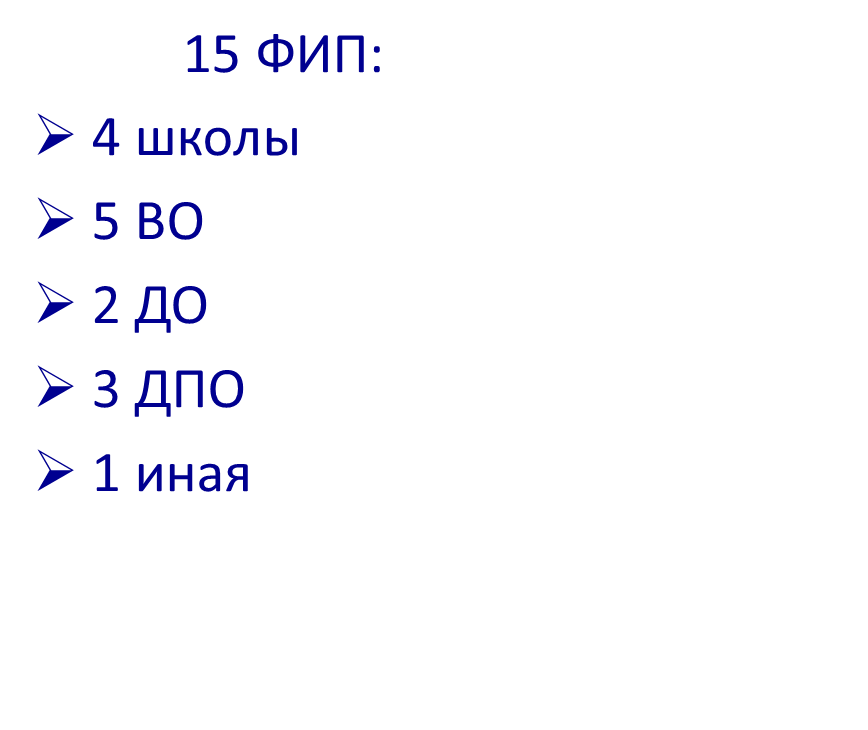 15 ФИП:
➢ 4 школы
➢ 5 ВО
➢ 2 ДО
➢ 3 ДПО
➢ 1 иная